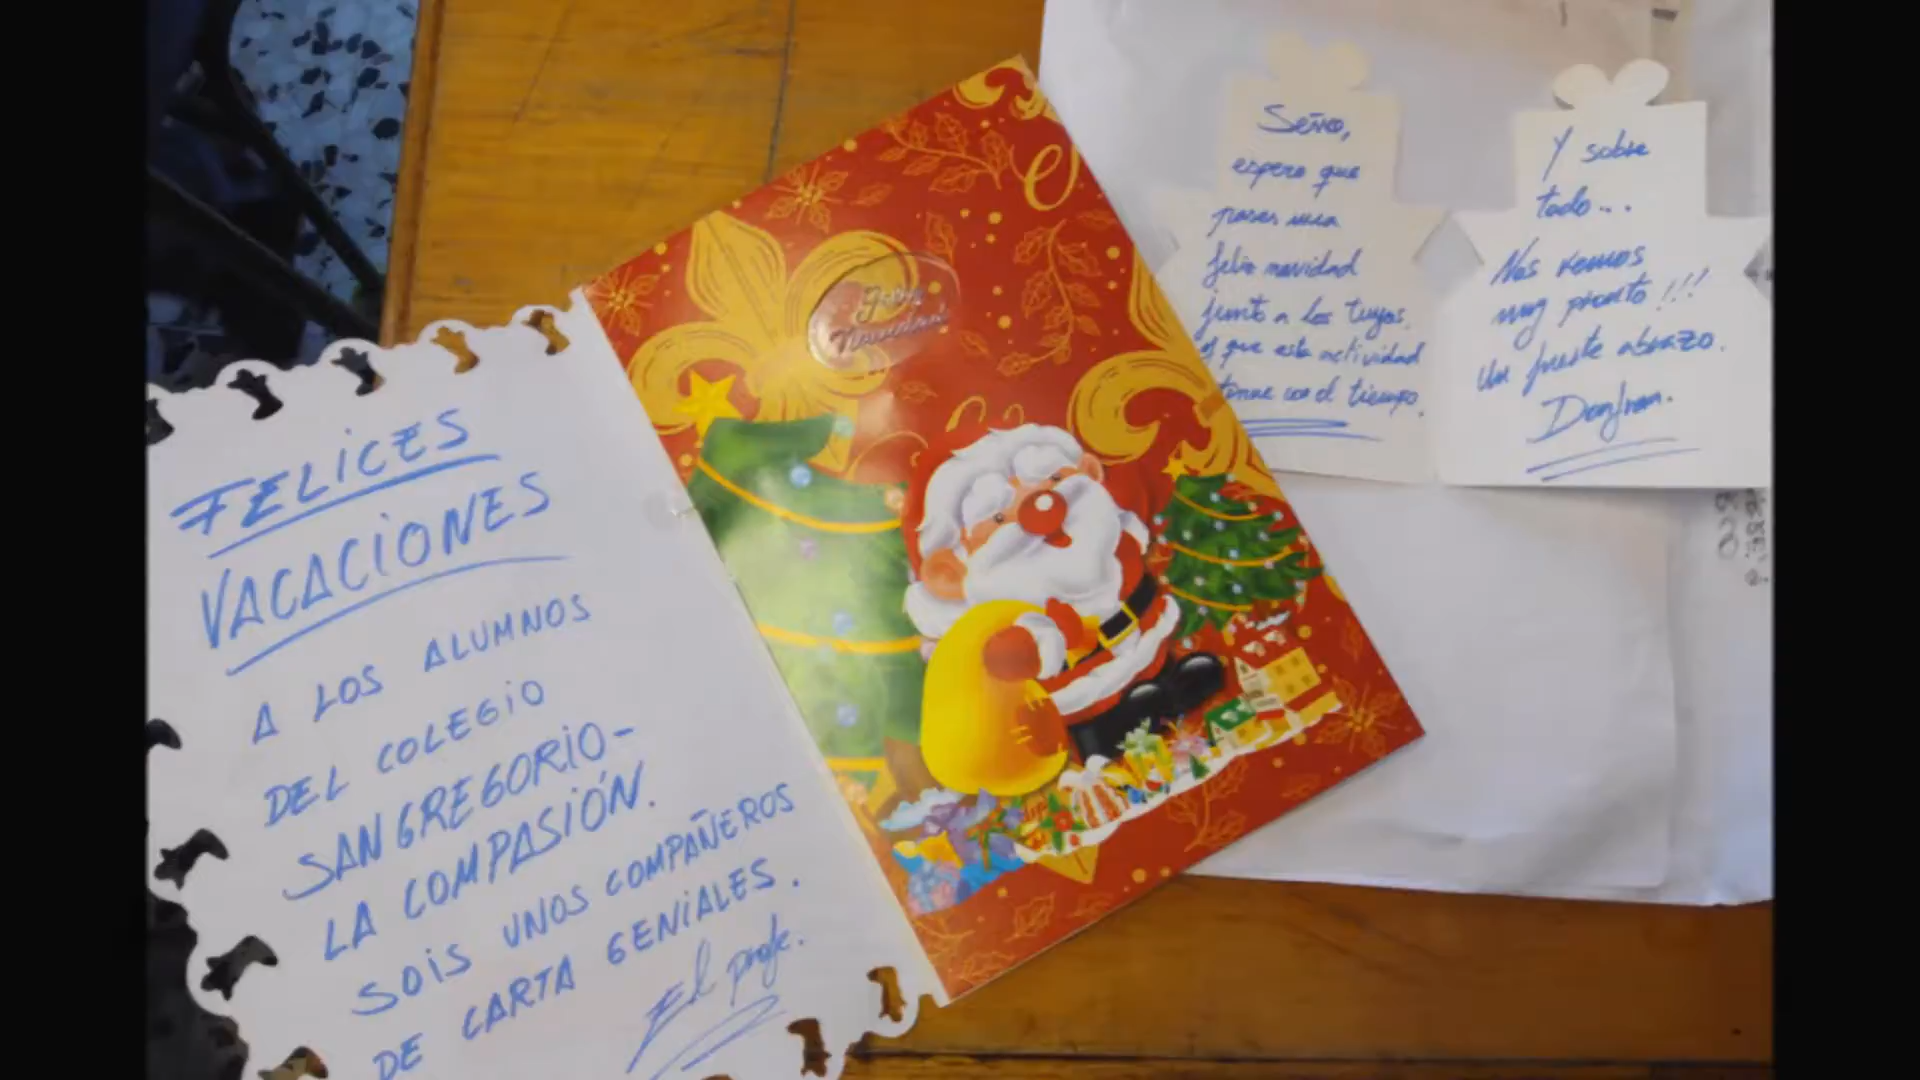 FELICES
VACACIONES
A LOS ALUMNOS
DEL COLEGIO
SAN GREGORIO-
LA COMPASIÓN.
SOIS UNOS COMPAÑEROS
DE CARTA GENIALES.
El profe.
Feliz
Navidad
Seño,
espero que
pases una
feliz navidad
junto a los tuyos,
y que esta actividad
con el tiempo.
Y sobre
todo...
Nos vemos
muy pronto!!!
Un fuerte abrazo.